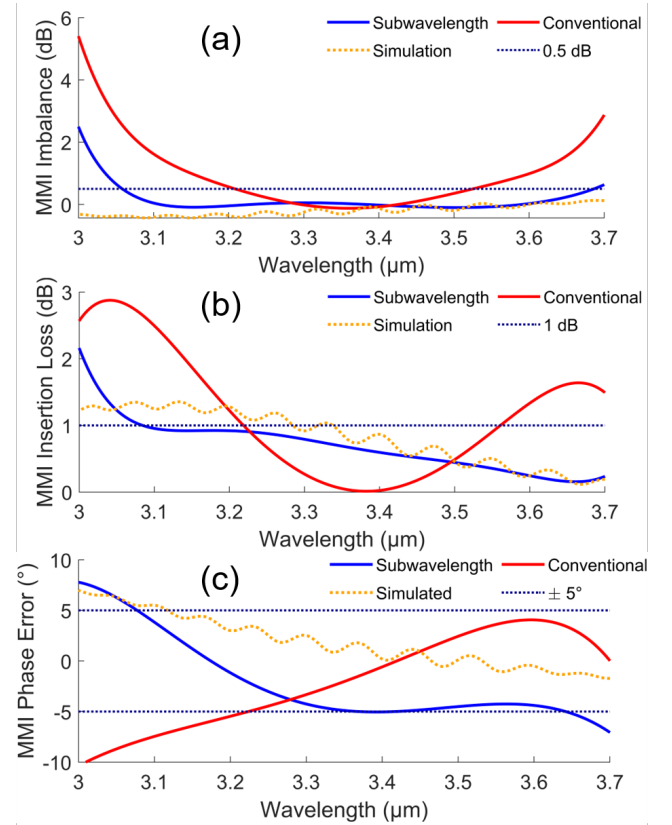 (a)
Subwavelength
Conventional
Simulation
0.5 dB
MMI Imbalance (dB)
6
4
2
0
3
3.1
3.2
3.3
3.4
3.5
3.6
3.7
Wavelength (µm)
(b)
Subwavelength
Conventional
Simulation
1 dB
MMI Insertion Loss (dB)
3
2
1
0
3
3.1
3.2
3.3
3.4
3.5
3.6
3.7
Wavelength (µm)
(c)
Subwavelength
Conventional
Simulated
± 5°
MMI Phase Error (°)
10
5
0
-5
-10
3
3.1
3.2
3.3
3.4
3.5
3.6
3.7
Wavelength (µm)